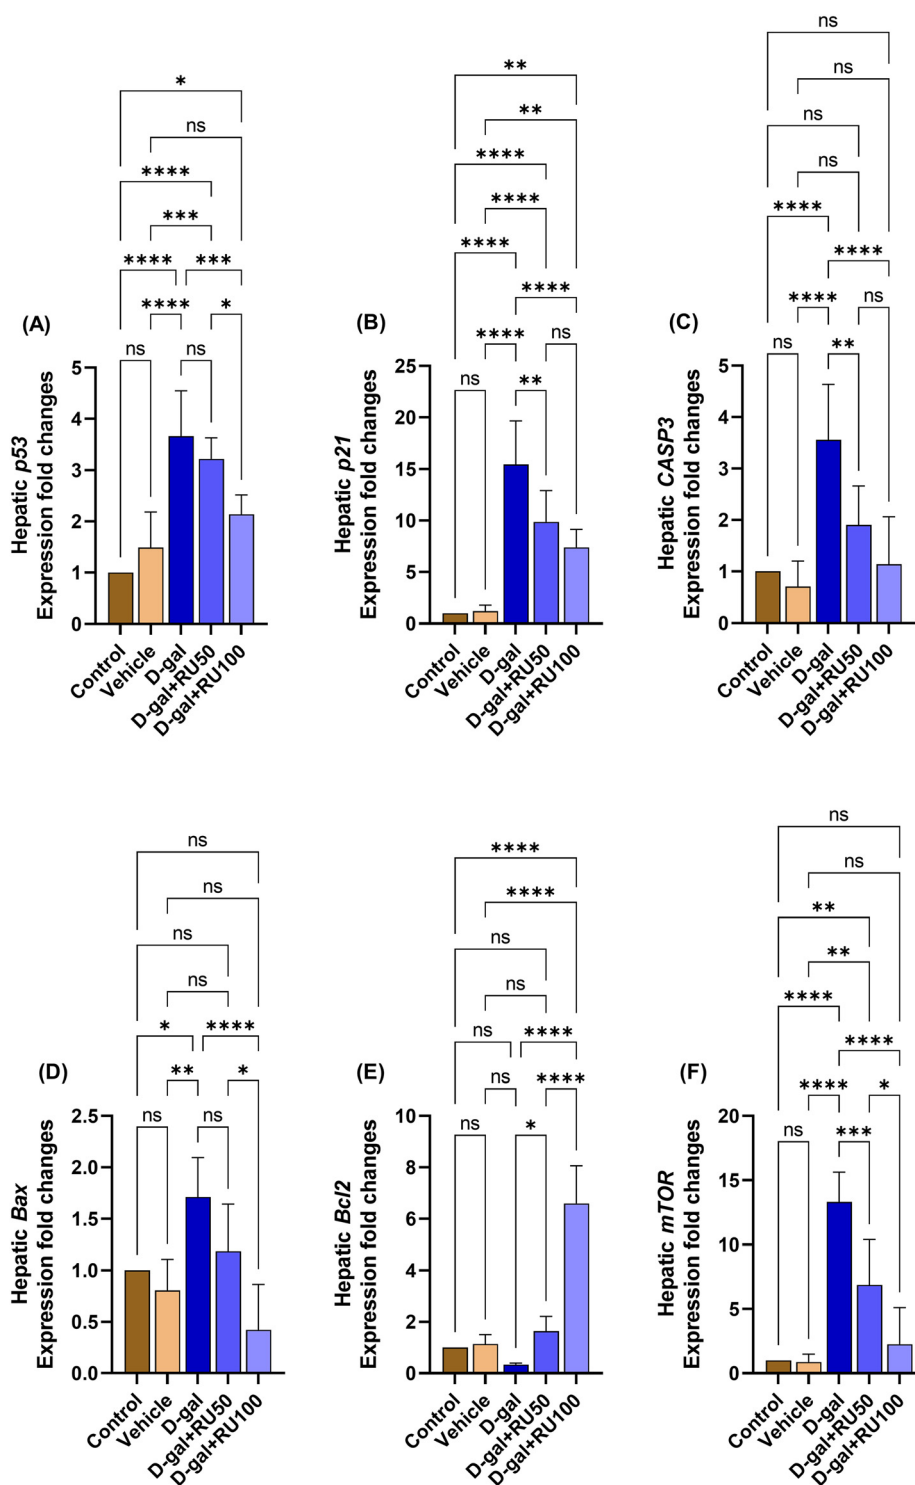 (A)
*
ns
****
***
**** ***
**** *
ns ns
Hepatic p53
Expression fold changes
5
4
3
2
1
0
Control
Vehicle
D-gal
D-gal+RU50
D-gal+RU100
(B)
**
**
****
****
****
****
**** ns
ns **
Hepatic p21
Expression fold changes
25
20
15
10
5
0
Control
Vehicle
D-gal
D-gal+RU50
D-gal+RU100
(C)
ns
ns
ns
ns
****
****
**** ns
ns **
Hepatic CASP3
Expression fold changes
5
4
3
2
1
0
Control
Vehicle
D-gal
D-gal+RU50
D-gal+RU100
(D)
ns
ns
ns
ns
* ****
** *
ns ns
Hepatic Bax
Expression fold changes
2.5
2.0
1.5
1.0
0.5
0.0
Control
Vehicle
D-gal
D-gal+RU50
D-gal+RU100
(E)
****
****
ns
ns
ns ****
ns ****
ns *
Hepatic Bcl2
Expression fold changes
10
8
6
4
2
0
Control
Vehicle
D-gal
D-gal+RU50
D-gal+RU100
(F)
ns
ns
**
**
****
****
**** *
ns ***
Hepatic mTOR
Expression fold changes
20
15
10
5
0
Control
Vehicle
D-gal
D-gal+RU50
D-gal+RU100